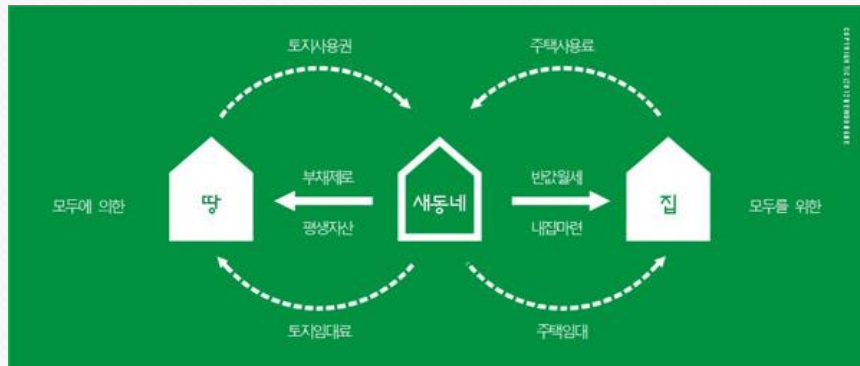 토지사용권
주택사용료
부채제로
반값월세
모두에 의한
땅
새동네
집
모두를 위한
평생자산
내집마련
토지임대료
주택임대